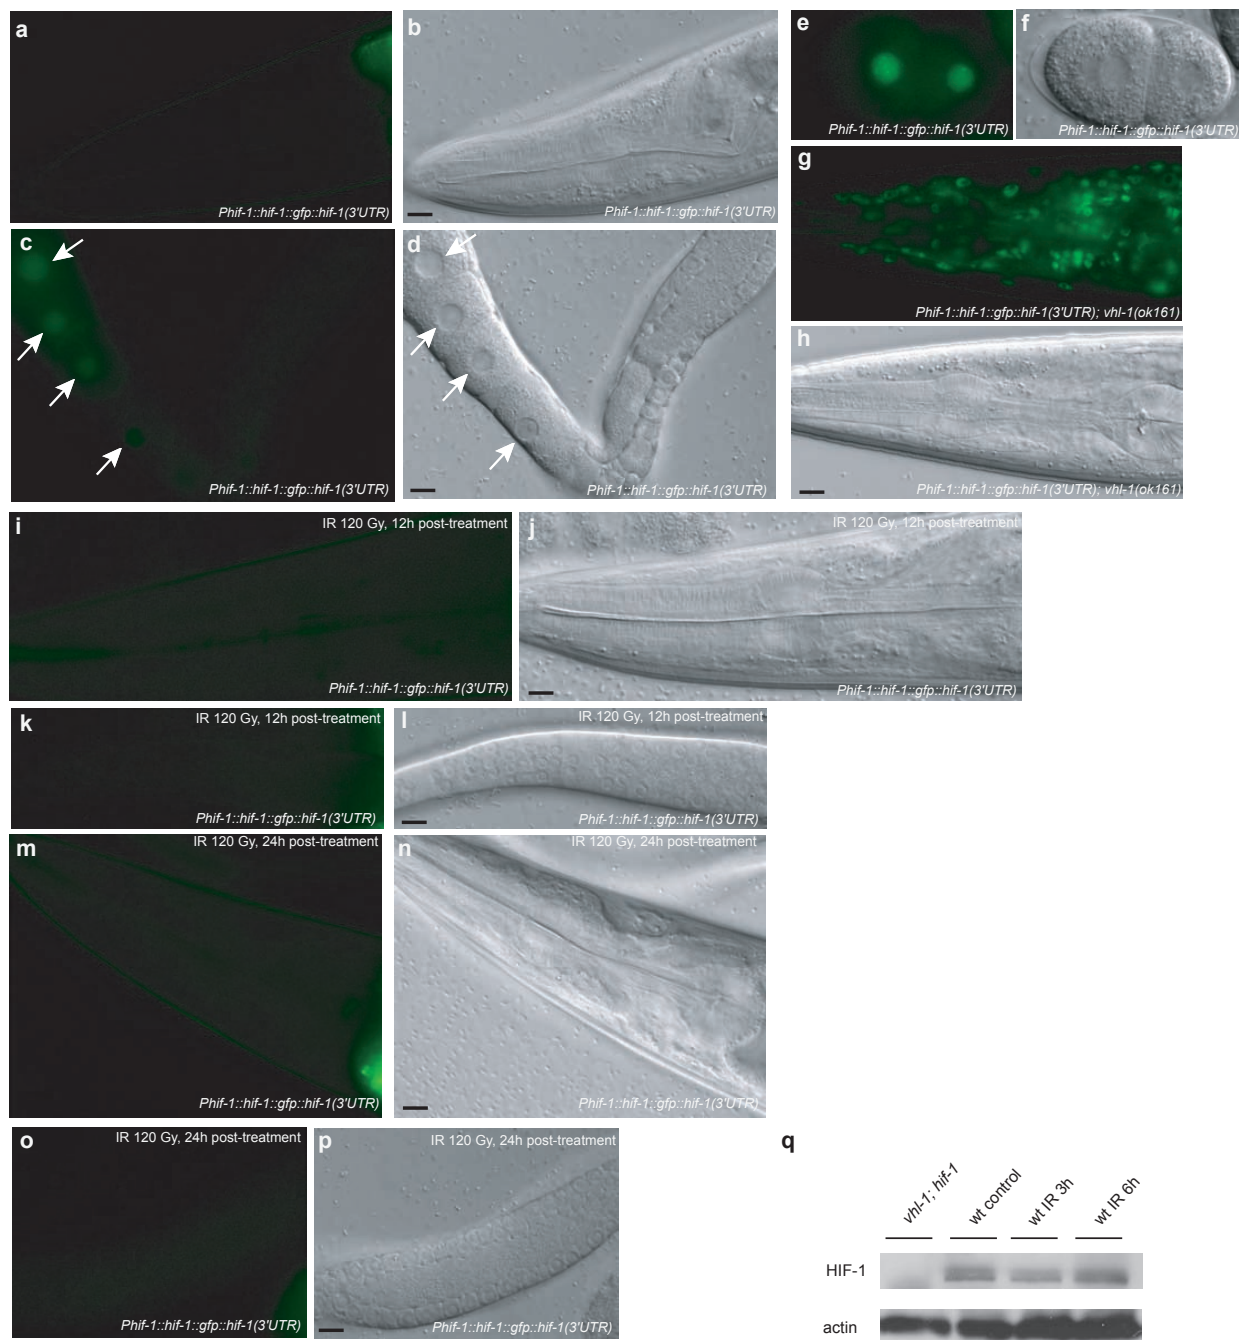 a
Phif-1::hif-1::gfp::hif-1(3'UTR)
b
Phif-1::hif-1::gfp::hif-1(3'UTR)
e
Phif-1::hif-1::gfp::hif-1(3'UTR)
f
Phif-1::hif-1::gfp::hif-1(3'UTR)
g
Phif-1::hif-1::gfp::hif-1(3'UTR); vhl-1(ok161)
c
Phif-1::hif-1::gfp::hif-1(3'UTR)
d
Phif-1::hif-1::gfp::hif-1(3'UTR)
h
Phif-1::hif-1::gfp::hif-1(3'UTR); vhl-1(ok161)
i
IR 120 Gy, 12h post-treatment
Phif-1::hif-1::gfp::hif-1(3'UTR)
j
IR 120 Gy, 12h post-treatment
Phif-1::hif-1::gfp::hif-1(3'UTR)
k
IR 120 Gy, 12h post-treatment
Phif-1::hif-1::gfp::hif-1(3'UTR)
l
IR 120 Gy, 12h post-treatment
Phif-1::hif-1::gfp::hif-1(3'UTR)
m
IR 120 Gy, 24h post-treatment
Phif-1::hif-1::gfp::hif-1(3'UTR)
n
IR 120 Gy, 24h post-treatment
Phif-1::hif-1::gfp::hif-1(3'UTR)
o
IR 120 Gy, 24h post-treatment
Phif-1::hif-1::gfp::hif-1(3'UTR)
p
IR 120 Gy, 24h post-treatment
Phif-1::hif-1::gfp::hif-1(3'UTR)
q
vhl-1; hif-1
wt control
wt IR 3h
wt IR 6h
HIF-1
actin